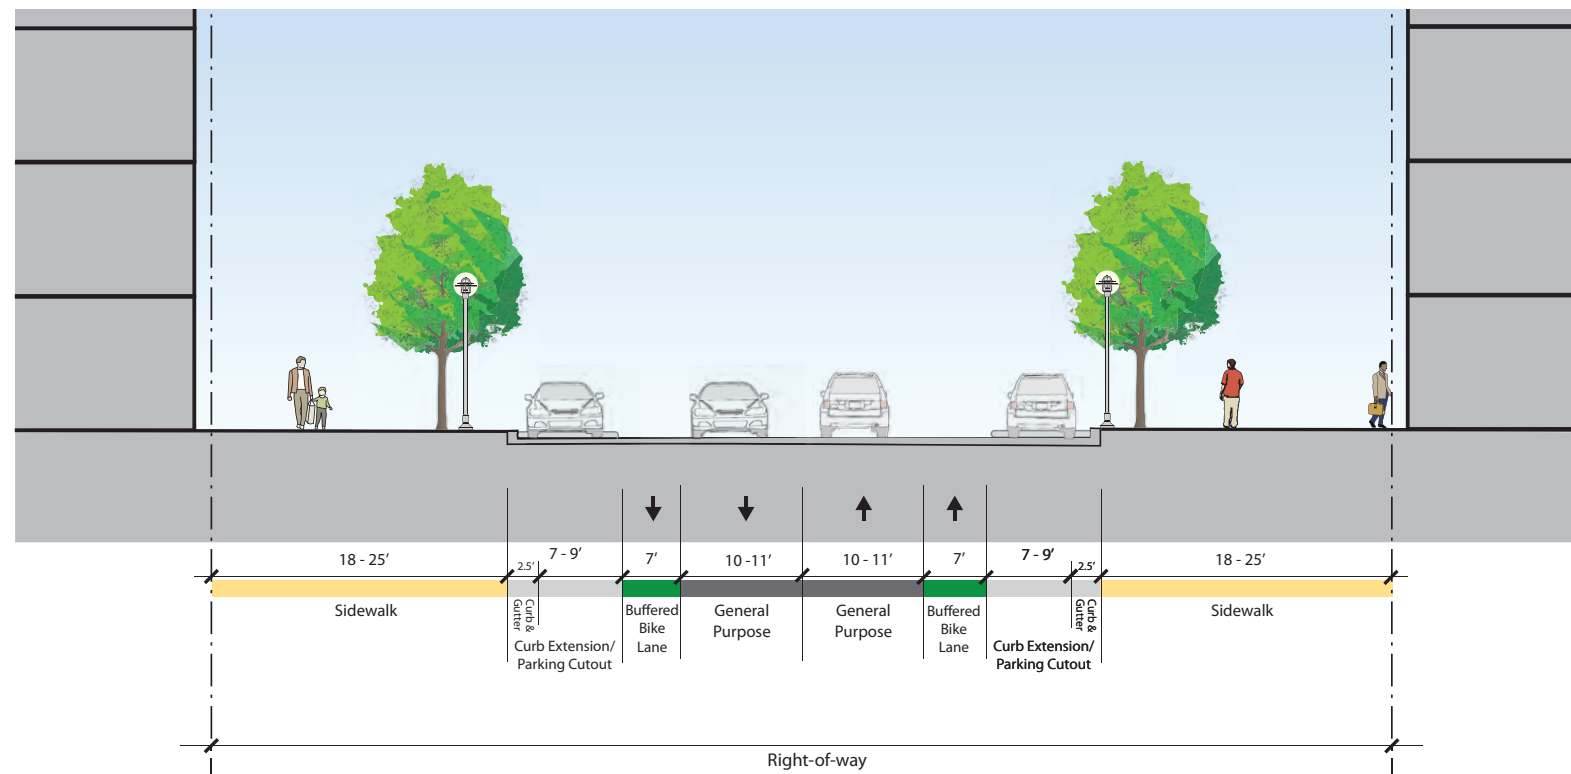 18 - 25’
2.5’
7 - 9’
7’
10 -11’
10 - 11’
7’
7 - 9’
2.5’
18 - 25’
Sidewalk
Curb &
Gutter
Curb Extension/
Parking Cutout
Buffered
Bike
Lane
General
Purpose
General
Purpose
Buffered
Bike
Lane
Curb Extension/
Parking Cutout
Curb &
Gutter
Sidewalk
Right-of-way